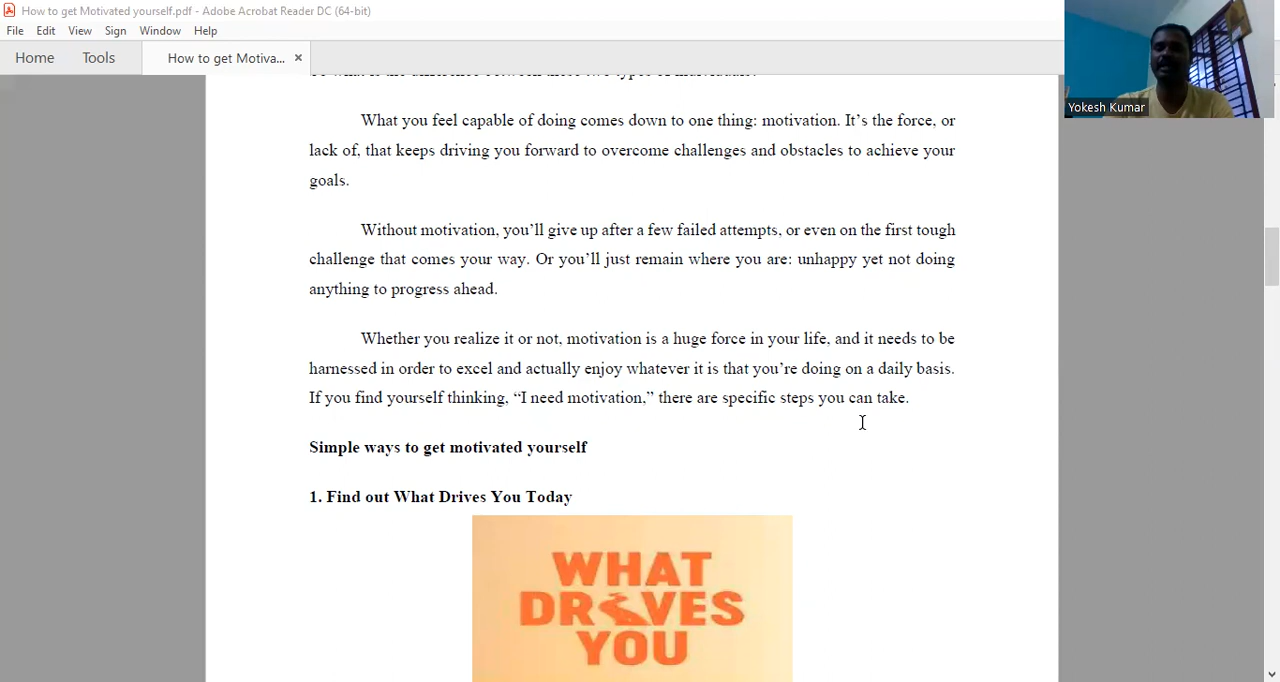 How to get Motivated yourself.pdf - Adobe Acrobat Reader DC (64-bit)
File Edit View Sign Window Help
Home Tools How to get Motiva... ×
Yokesh Kumar
What you feel capable of doing comes down to one thing: motivation. It’s the force, or
lack of, that keeps driving you forward to overcome challenges and obstacles to achieve your
goals.
Without motivation, you’ll give up after a few failed attempts, or even on the first tough
challenge that comes your way. Or you’ll just remain where you are: unhappy yet not doing
anything to progress ahead.
Whether you realize it or not, motivation is a huge force in your life, and it needs to be
harnessed in order to excel and actually enjoy whatever it is that you’re doing on a daily basis.
If you find yourself thinking, “I need motivation,” there are specific steps you can take.
Simple ways to get motivated yourself
1. Find out What Drives You Today
WHAT
DRIVES
YOU